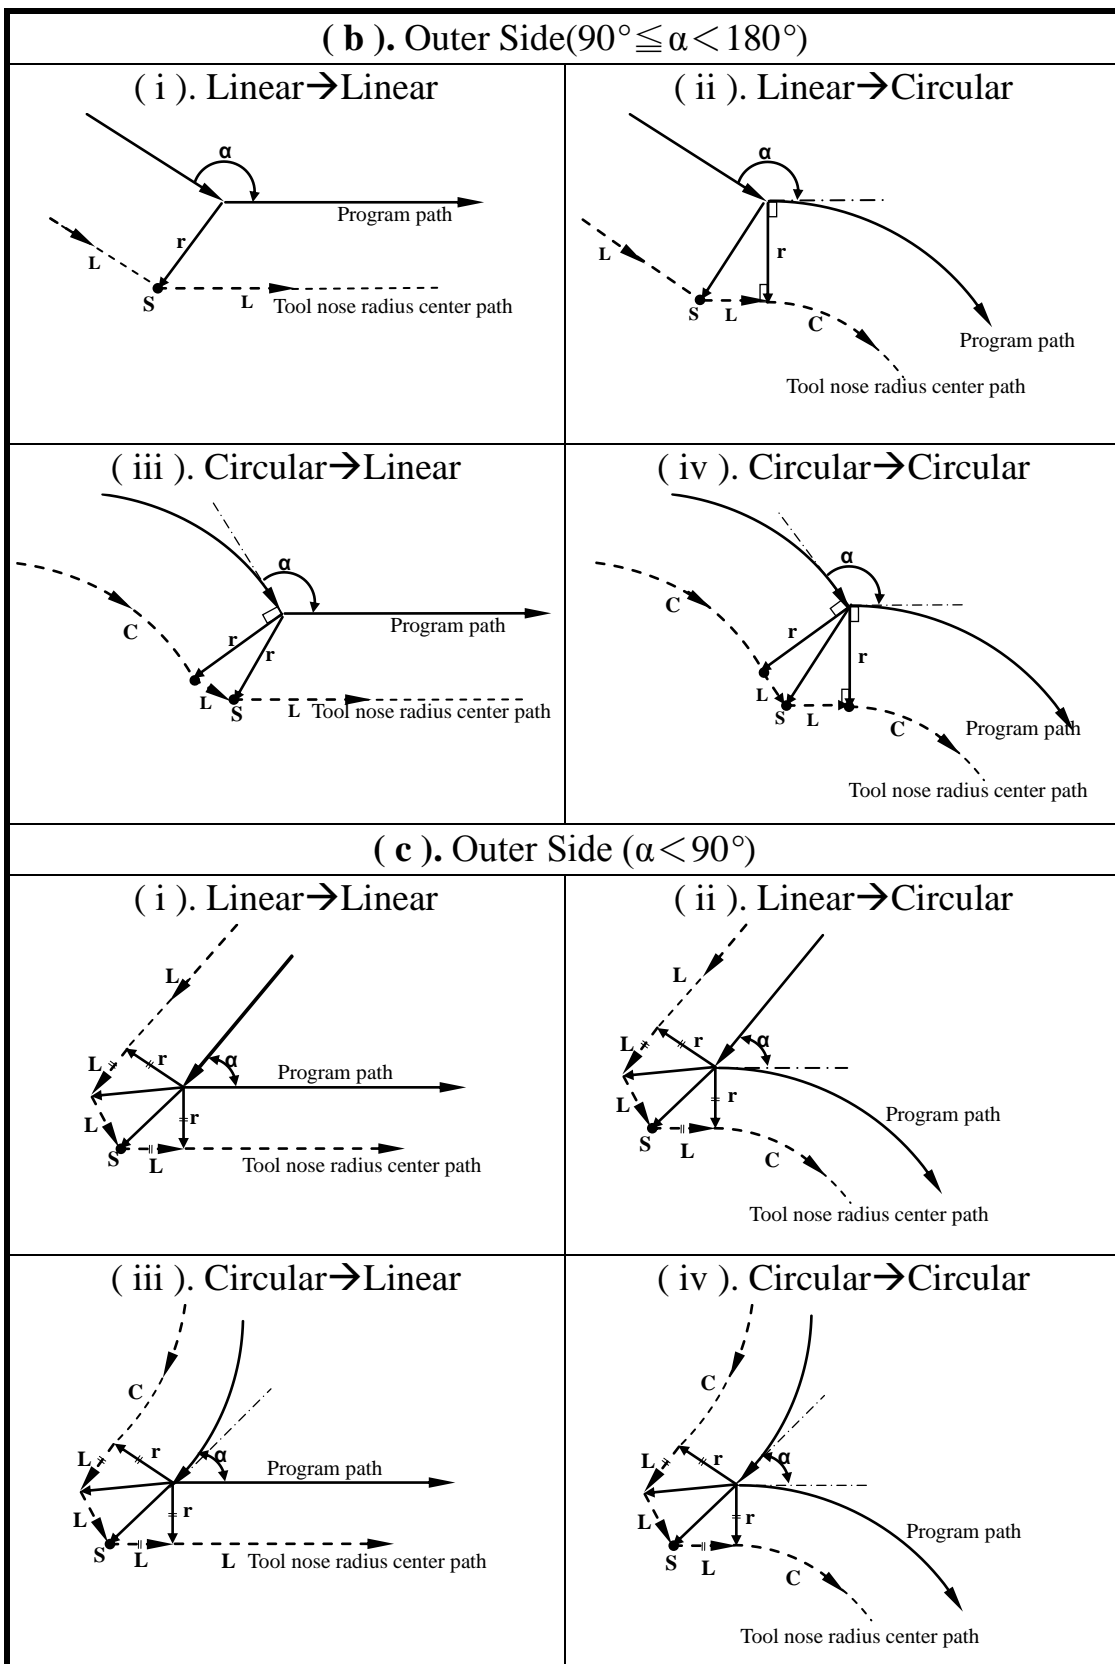 ( b ). Outer Side(90°≦α<180°)
( i ). Linear→Linear
( ii ). Linear→Circular
α
Program path
r
L
S
L
Tool nose radius center path
α
L
r
S
L
C
Program path
Tool nose radius center path
( iii ). Circular→Linear
( iv ). Circular→Circular
α
C
Program path
r
r
L
S
L
Tool nose radius center path
α
C
r
r
L
S
L
C
Program path
Tool nose radius center path
( c ). Outer Side (α<90°)
( i ). Linear→Linear
( ii ). Linear→Circular
L
L
r
α
Program path
L
r
S
L
Tool nose radius center path
L
L
r
α
L
r
Program path
S
L
C
Tool nose radius center path
( iii ). Circular→Linear
( iv ). Circular→Circular
C
L
r
α
Program path
L
r
S
L
L
Tool nose radius center path
C
L
r
α
L
r
Program path
S
L
C
Tool nose radius center path